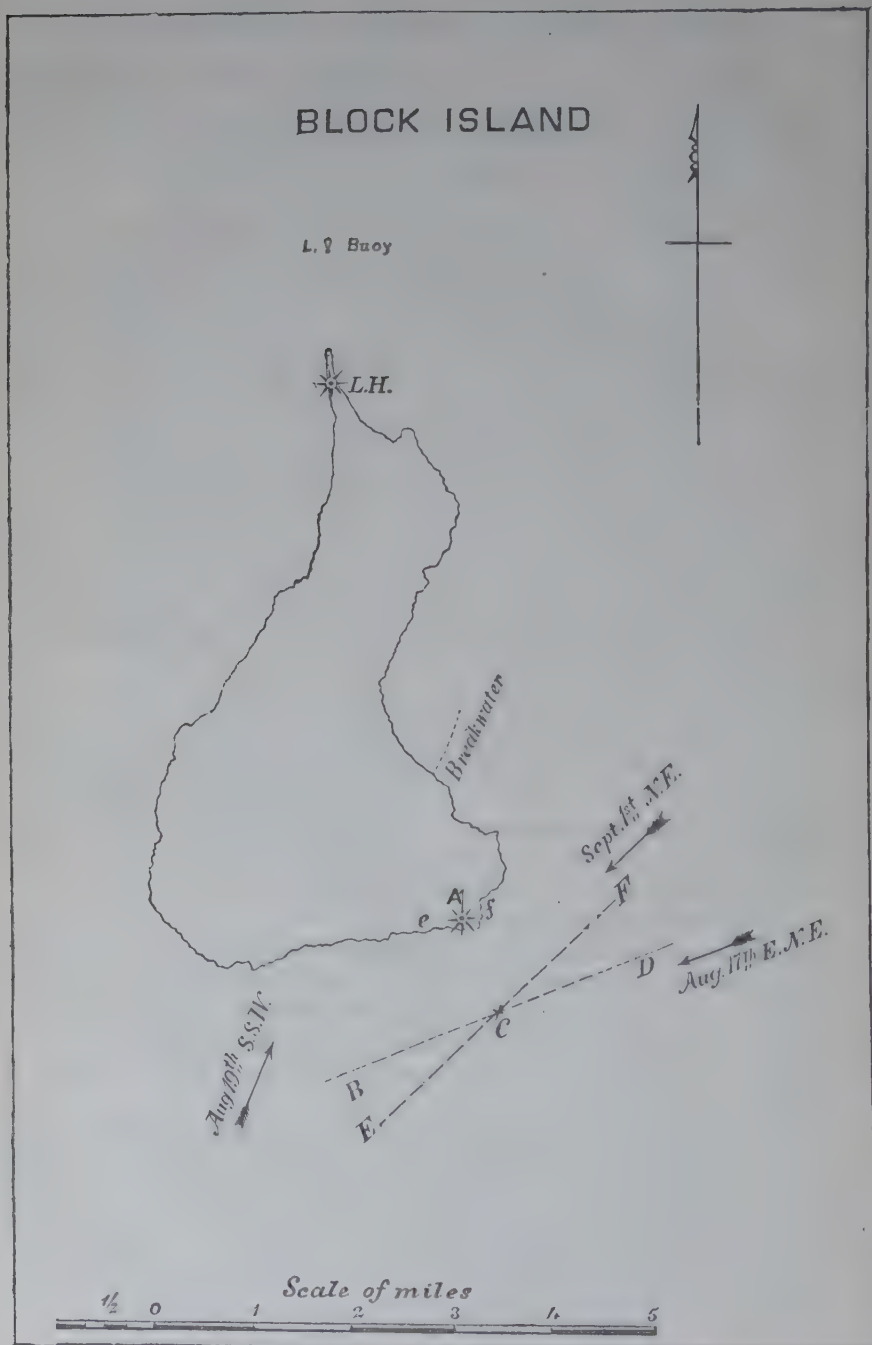 BLOCK ISLAND
L. Buoy
L.H.
Breakwater
Sept. 1st N.E.
A
e
f
F
D
Aug. 17th E.N.E.
C
Aug 19th S.S.W.
B
E
Scale of miles
1/2 0 1 2 3 4 5